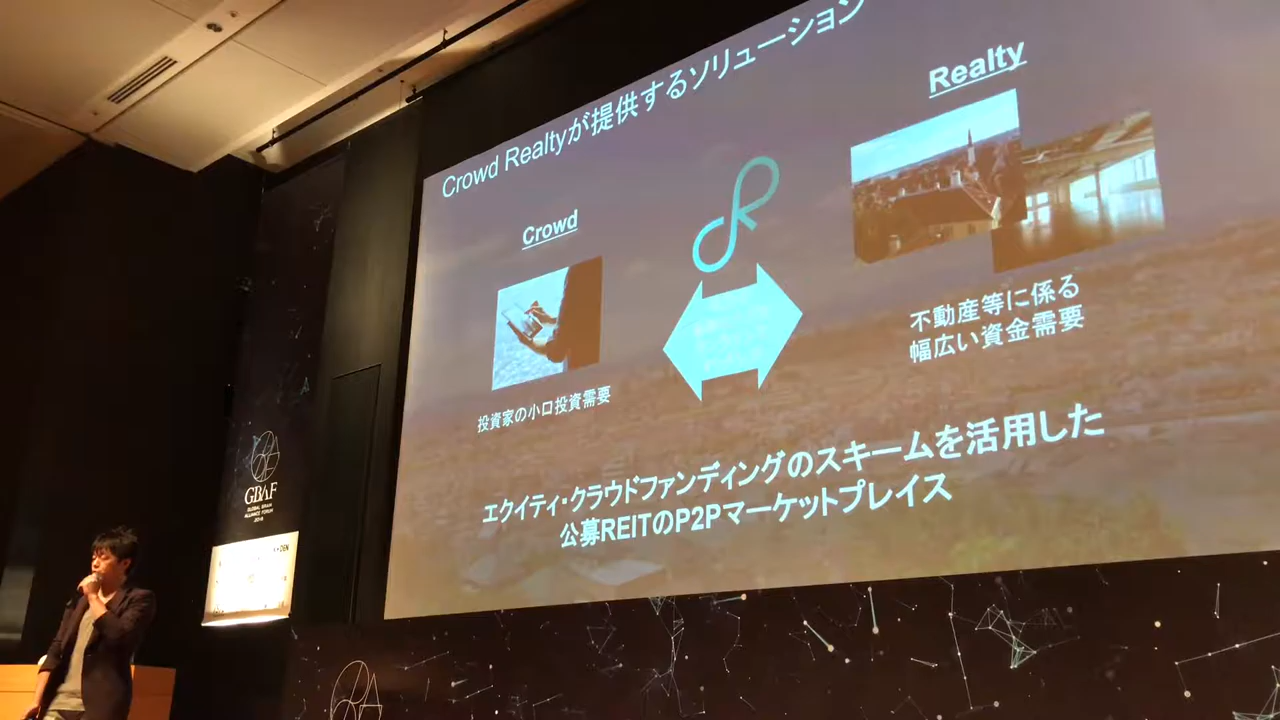 Crowd Realtyが提供するソリューション
Crowd
Realty
投資家の小口投資需要
不動産等に係る
幅広い資金需要
エクイティ・クラウドファンディングのスキームを活用した
公募REITのP2Pマーケットプレイス
GBAF
GLOBAL BRAIN
ALLIANCE FORUM